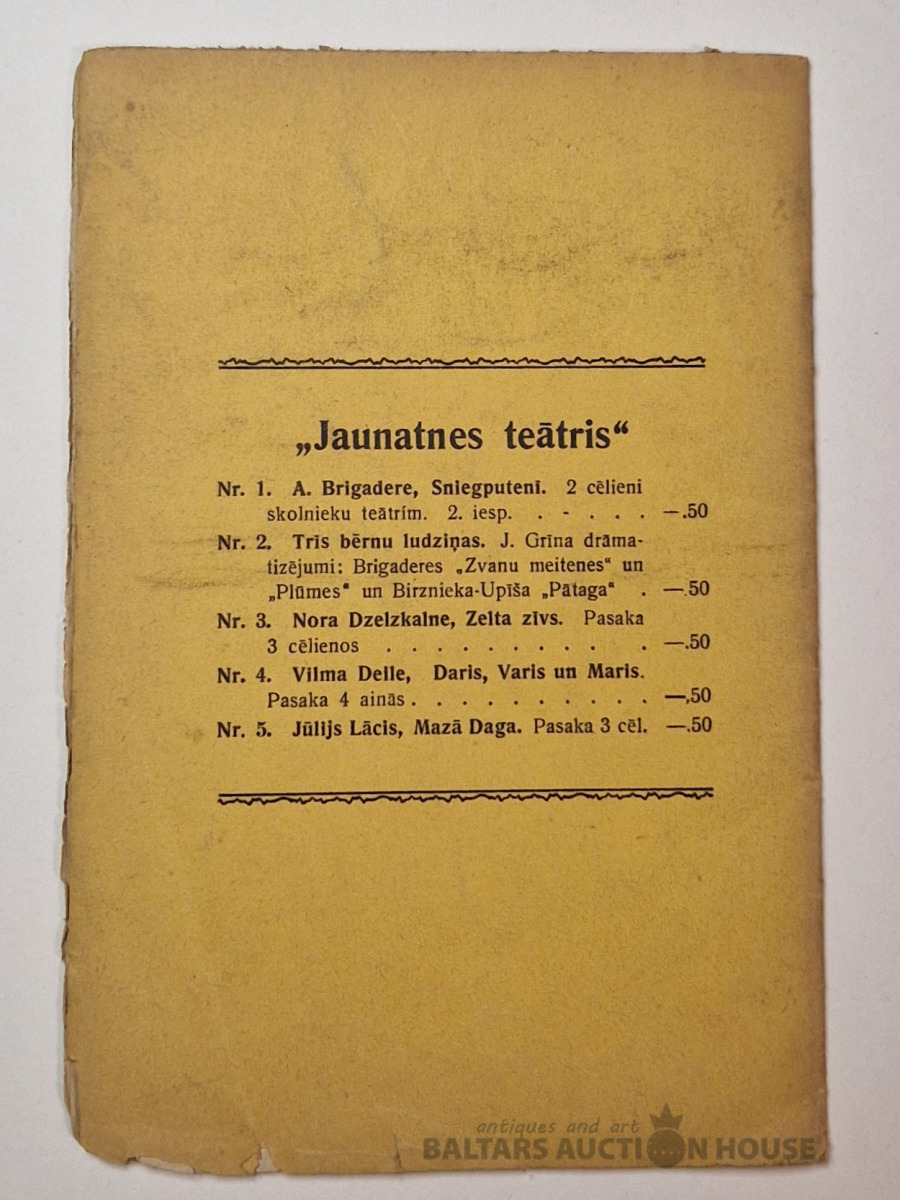 „Jaunatnes teātris“
Nr. 1. A. Brigadere, Sniegputenī. 2 cēlieni
skolnieku teātrim. 2. iesp. . - . . . —.50
Nr. 2. Trīs bērnu ludziņas. J. Grīna drāma-
tizējumi: Brigaderes „Zvanu meitenes“ un
„Plūmes“ un Birznieka-Upīša „Pātaga“ . —.50
Nr. 3. Nora Dzelzkalne, Zelta zivs. Pasaka
3 cēlienos . . . . . . . . . . —.50
Nr. 4. Vilma Delle, Daris, Varis un Maris.
Pasaka 4 ainās . . . . . . . . . . —.50
Nr. 5. Jūlijs Lācis, Mazā Daga. Pasaka 3 cēl. —.50
antiques and art
BALTARS AUCTION HOUSE